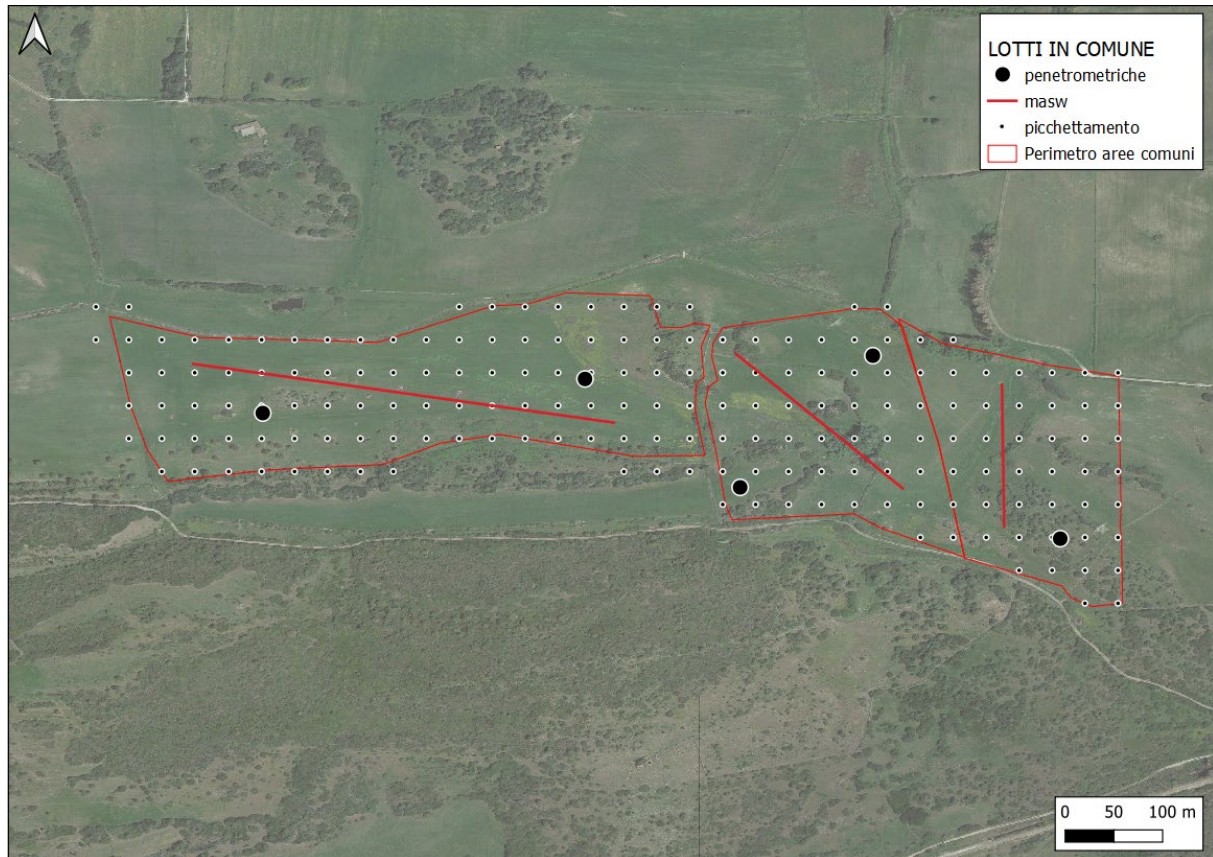 LOTTI IN COMUNE
penetrometriche
masw
picchettamento
Perimetro aree comuni
0 50 100 m